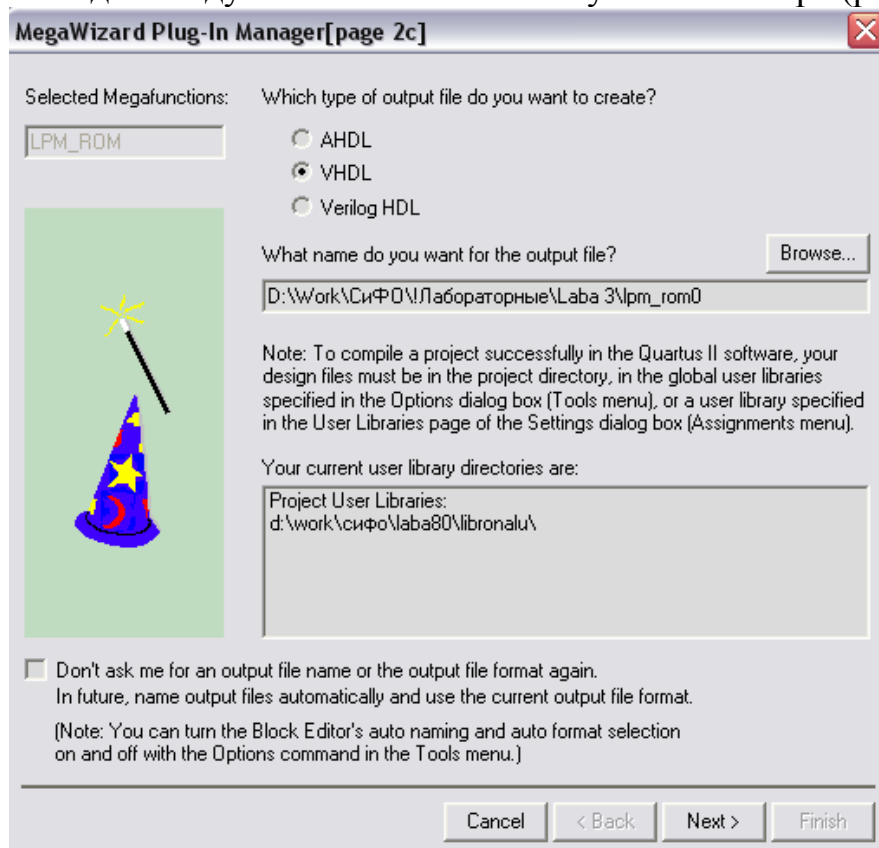 MegaWizard Plug-In Manager[page 2c]
Selected Megafunctions:
LPM_ROM
Which type of output file do you want to create?
AHDL
VHDL
Verilog HDL
What name do you want for the output file?
Browse...
D:\Work\СиФО\!Лабораторные\Laba 3\lpm_rom0
Note: To compile a project successfully in the Quartus II software, your
design files must be in the project directory, in the global user libraries
specified in the Options dialog box (Tools menu), or a user library specified
in the User Libraries page of the Settings dialog box (Assignments menu).
Your current user library directories are:
Project User Libraries:
d:\work\сифо\laba80\libronalu\
Don't ask me for an output file name or the output file format again.
In future, name output files automatically and use the current output file format.
(Note: You can turn the Block Editor's auto naming and auto format selection
on and off with the Options command in the Tools menu.)
Cancel
< Back
Next >
Finish